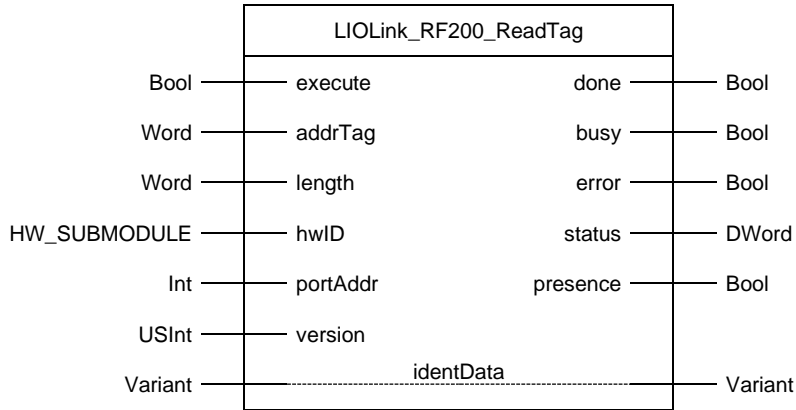 LIOLink_RF200_ReadTag
Bool execute done Bool
Word addrTag busy Bool
Word length error Bool
HW_SUBMODULE hwID status DWord
Int portAddr presence Bool
USInt version
Variant identData Variant